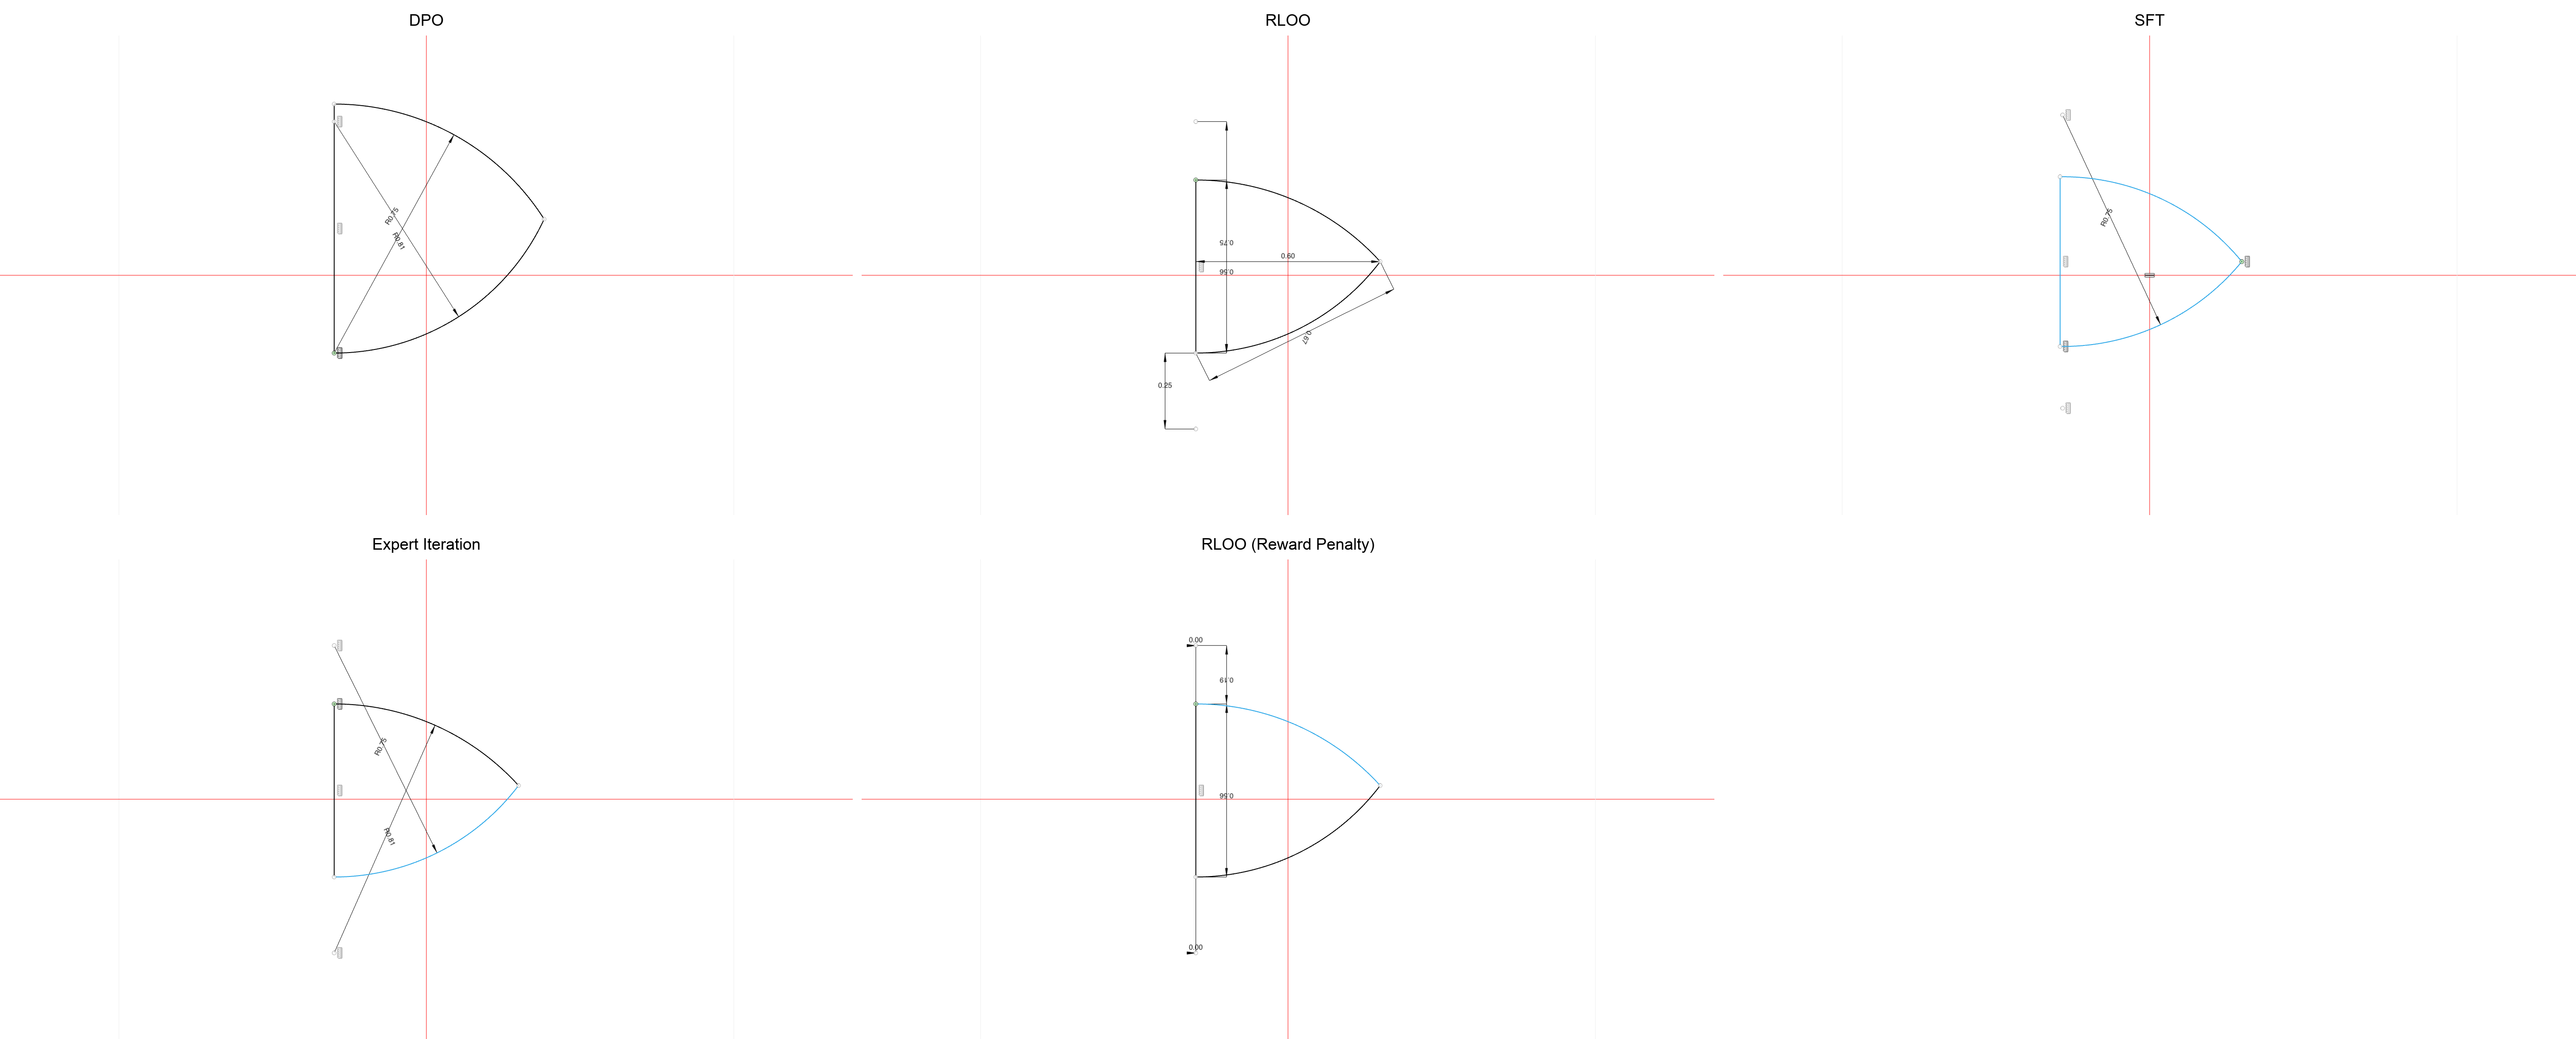 DPO
R0.75
R0.81
RLOO
0.75
0.60
0.56
0.67
0.25
SFT
R0.75
Expert Iteration
R0.75
R0.81
RLOO (Reward Penalty)
0.00
0.19
0.56
0.00